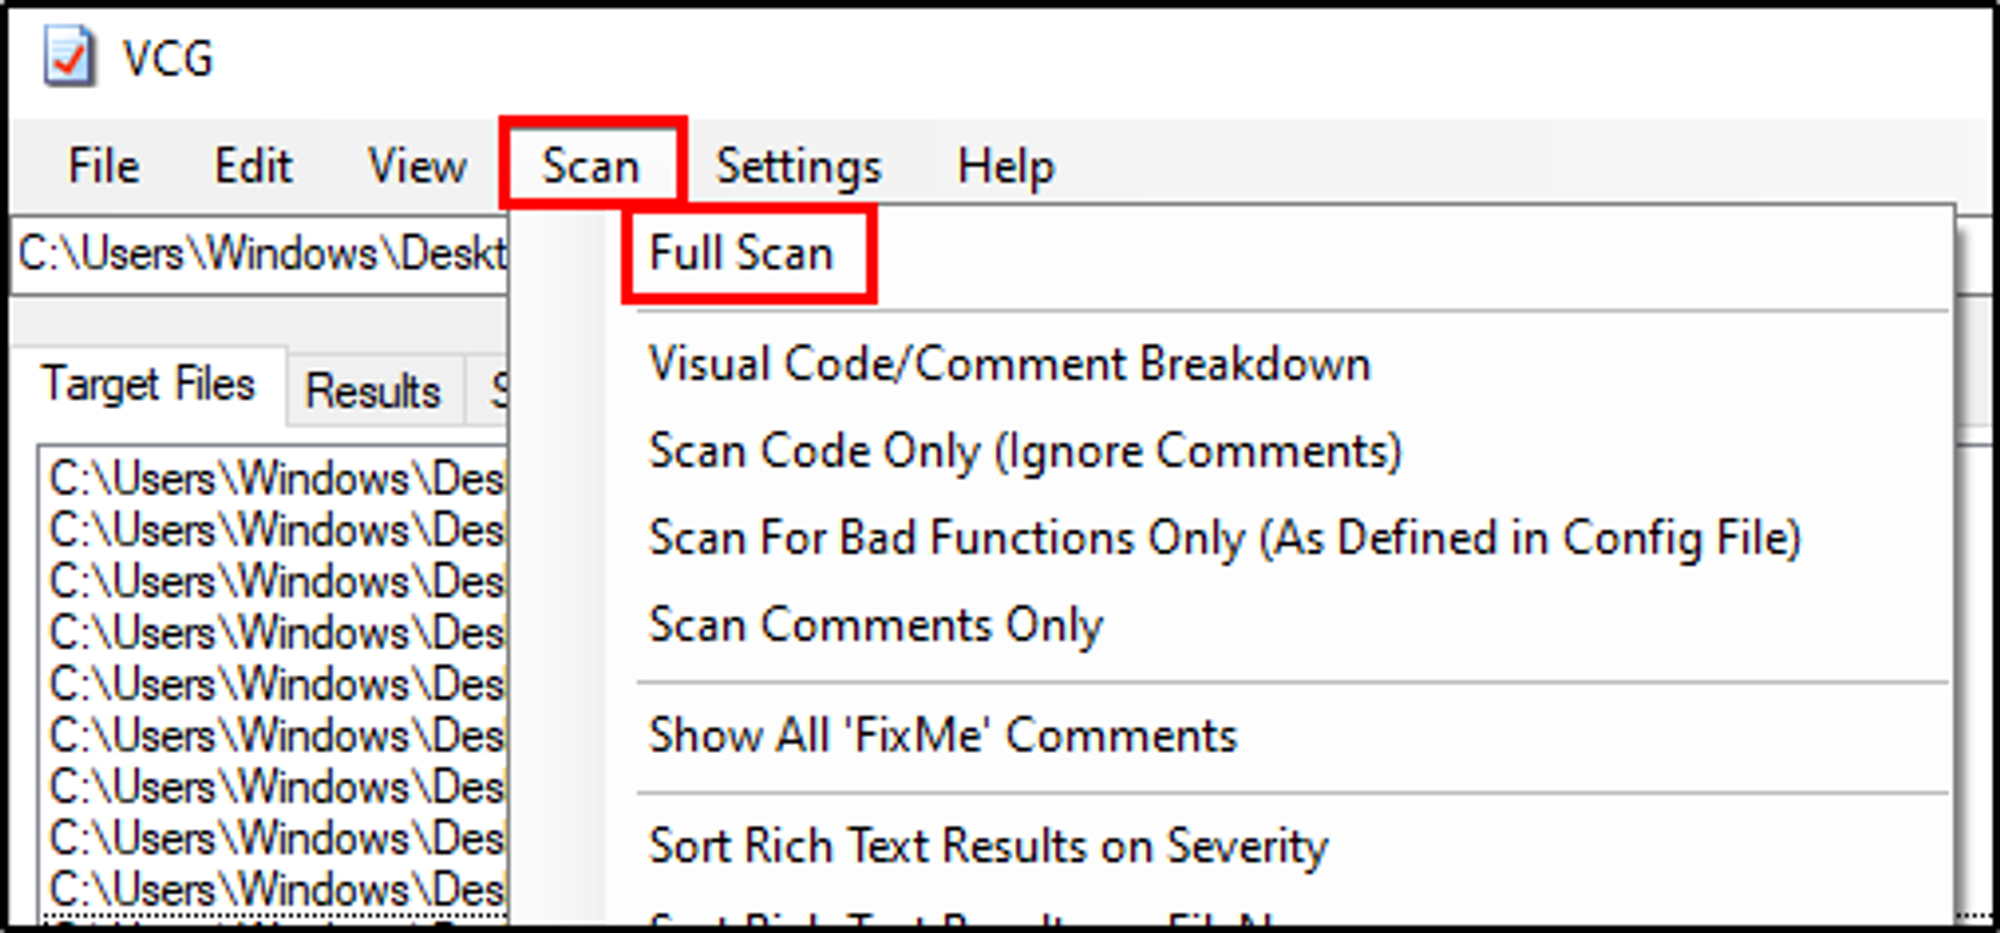 VCG
File Edit View Scan Settings Help
C:\Users\Windows\Deskt
Full Scan
Target Files Results
Visual Code/Comment Breakdown
Scan Code Only (Ignore Comments)
Scan For Bad Functions Only (As Defined in Config File)
Scan Comments Only
Show All 'FixMe' Comments
Sort Rich Text Results on Severity
C:\Users\Windows\Des
C:\Users\Windows\Des
C:\Users\Windows\Des
C:\Users\Windows\Des
C:\Users\Windows\Des
C:\Users\Windows\Des
C:\Users\Windows\Des
C:\Users\Windows\Des
C:\Users\Windows\Des